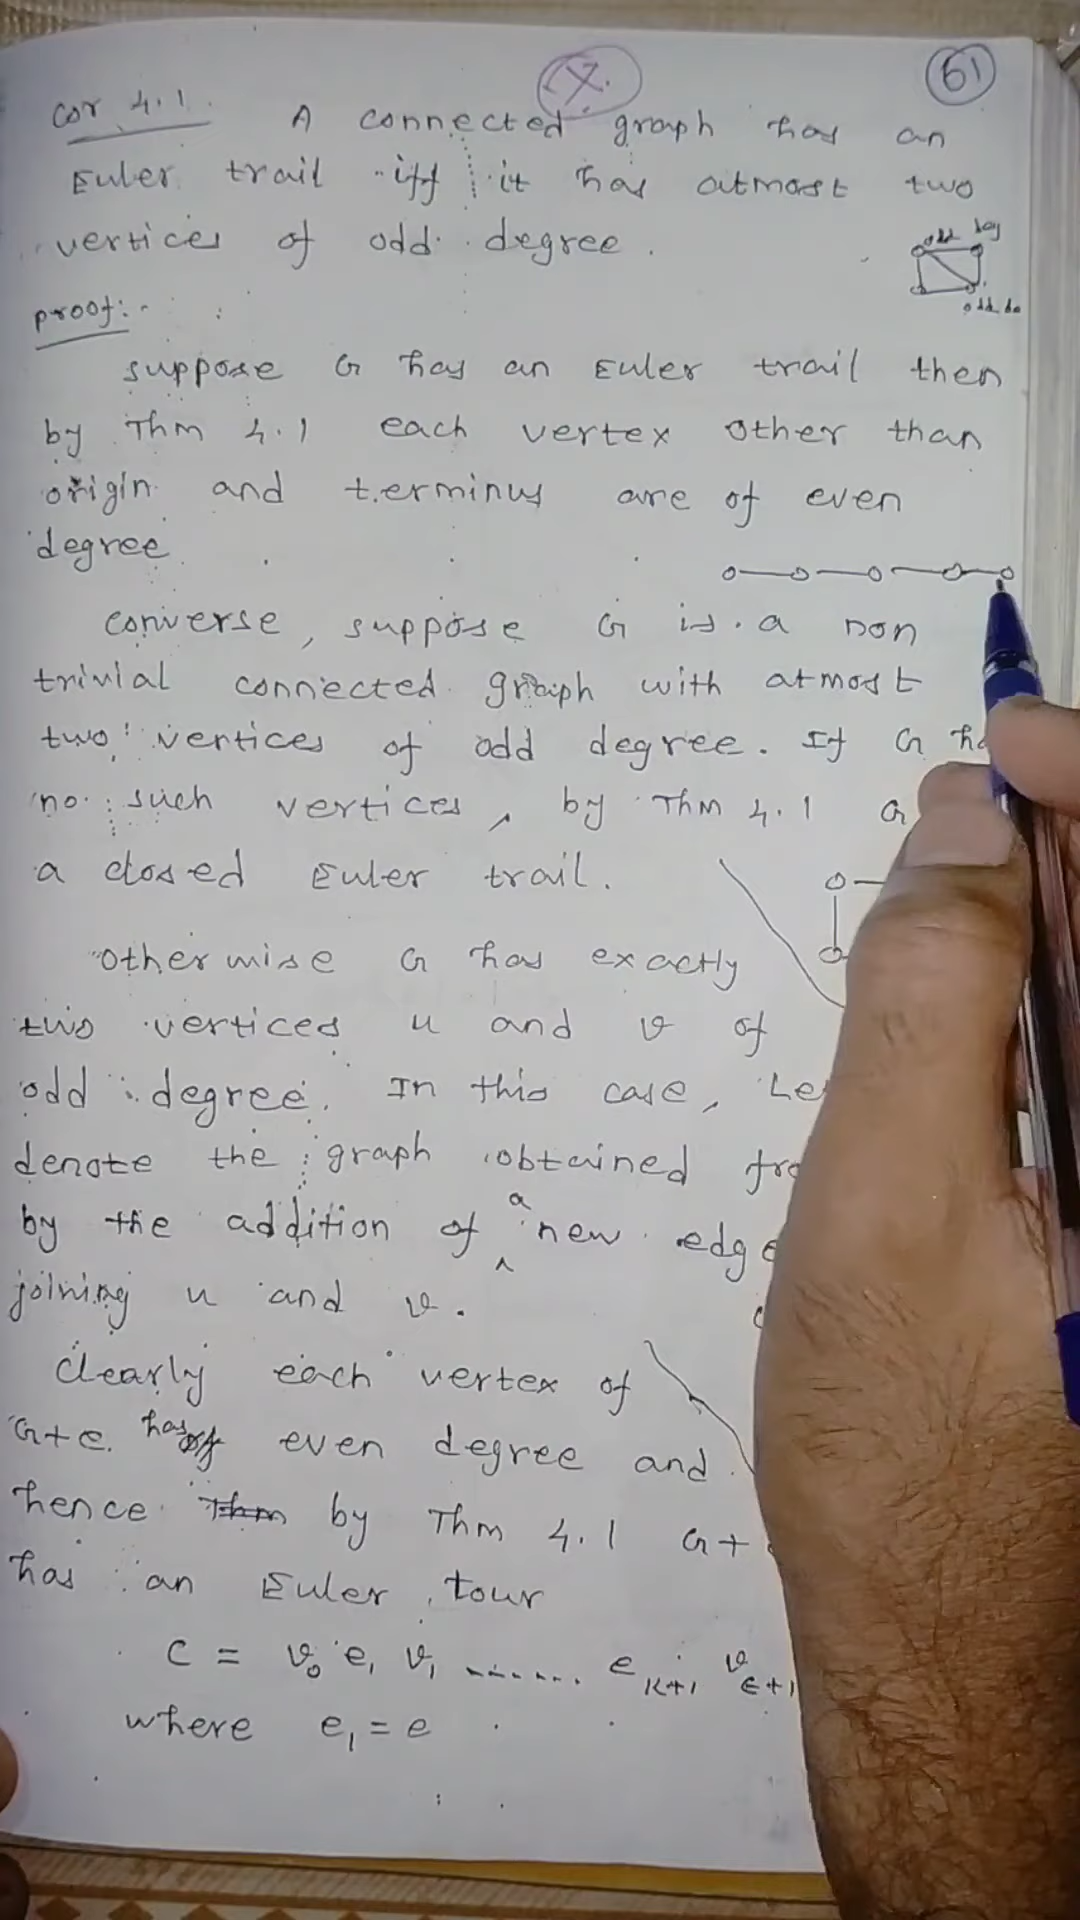 61
Cor 4.1. A connected graph has an
Euler trail iff it has atmost two
vertices of odd degree.
odd deg
odd de
proof:-
suppose G has an Euler trail then
by Thm 4.1 each vertex other than
origin and terminus are of even
degree.
converse, suppose G is a non
trivial connected graph with atmost
two vertices of odd degree. If G ha
no such vertices, by Thm 4.1 G
a closed Euler trail.
otherwise G has exactly
two vertices u and v of
odd degree. In this case, Le
denote the graph obtained fro
by the addition of a new edge
joining u and v.
Clearly each vertex of
G+e has even degree and
hence by Thm 4.1 G+
has an Euler tour
C = v₀ e₁ v₁ ....... e_{k+1} v_{ε+1}
where e₁ = e